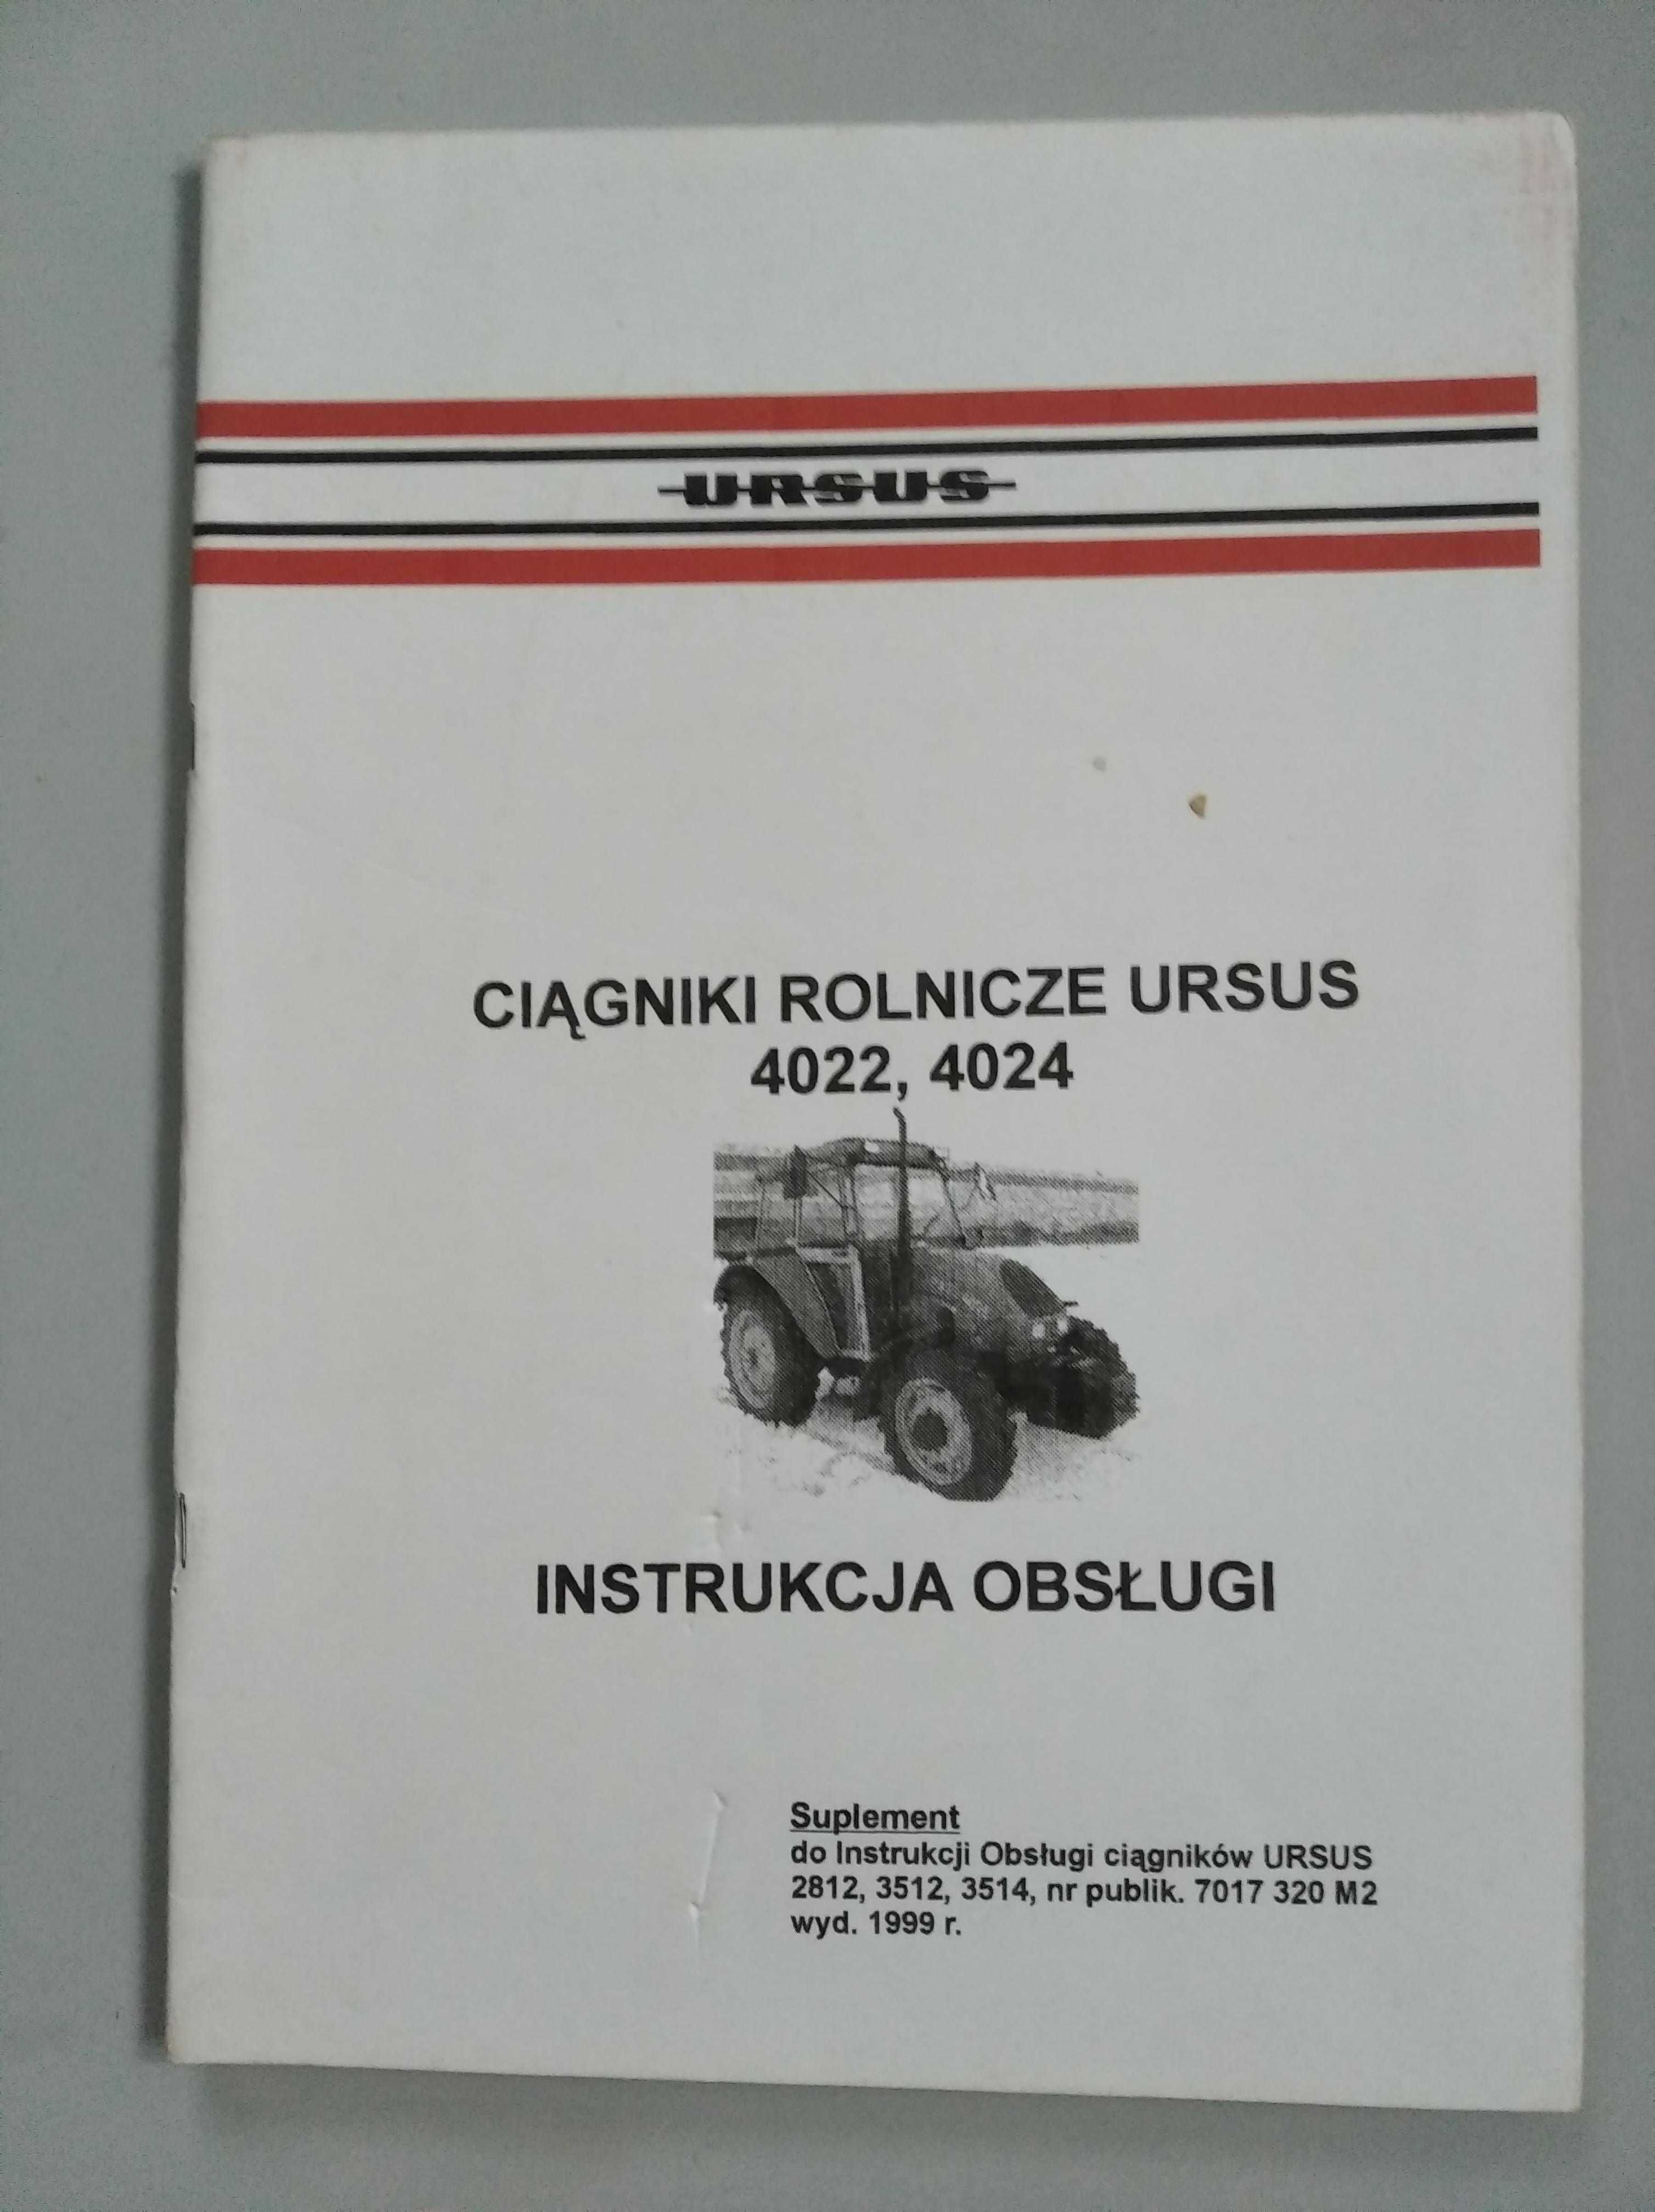 URSUS
CIĄGNIKI ROLNICZE URSUS
4022, 4024
INSTRUKCJA OBSŁUGI
Suplement
do Instrukcji Obsługi ciągników URSUS
2812, 3512, 3514, nr publik. 7017 320 M2
wyd. 1999 r.